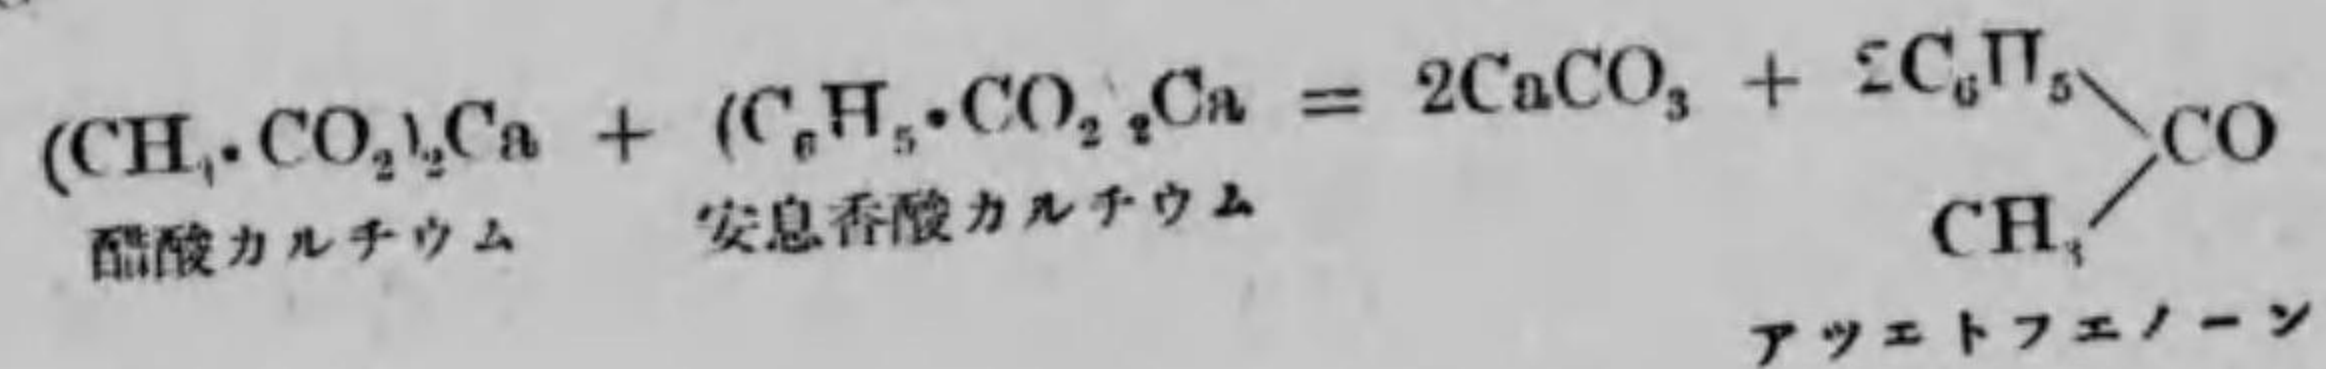 (CH₃·CO₂)₂Ca + (C₆H₅·CO₂)₂Ca = 2CaCO₃ + 2C₆H₅
CO
CH₃
醋酸カルチウム 安息香酸カルチウム
アツエトフエノーン